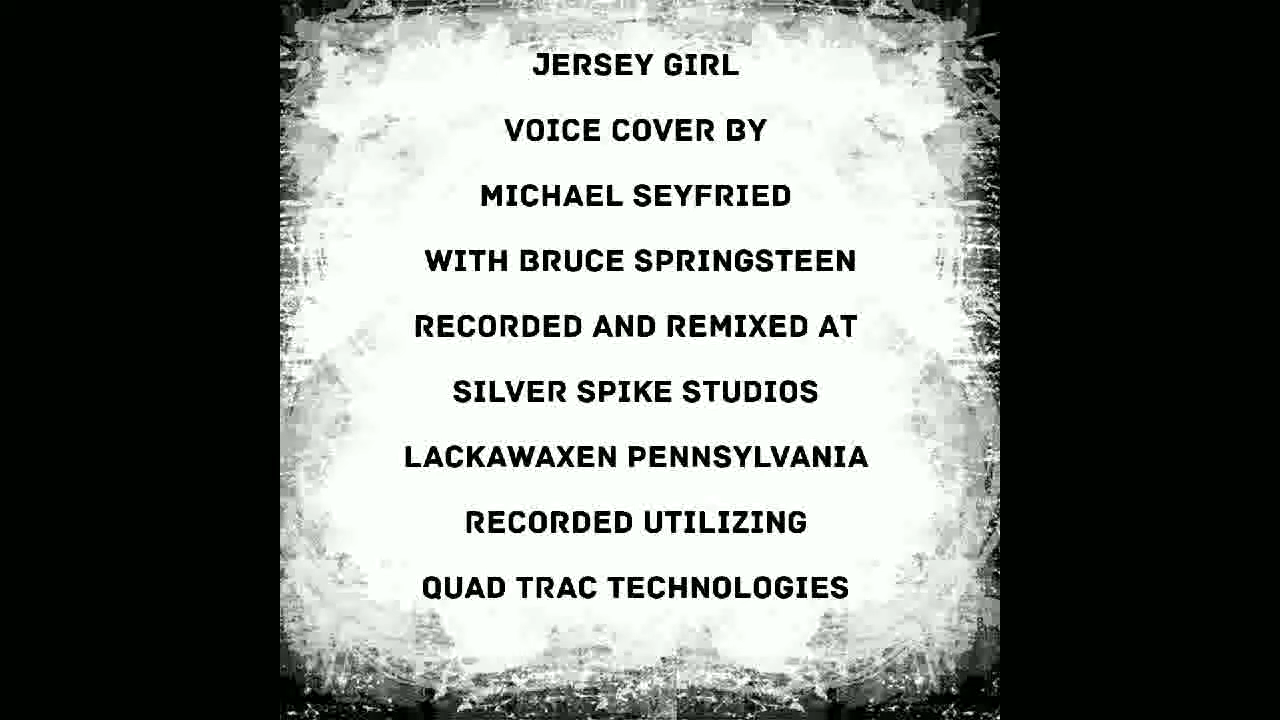 JERSEY GIRL
VOICE COVER BY
MICHAEL SEYFRIED
WITH BRUCE SPRINGSTEEN
RECORDED AND REMIXED AT
SILVER SPIKE STUDIOS
LACKAWAXEN PENNSYLVANIA
RECORDED UTILIZING
QUAD TRAC TECHNOLOGIES